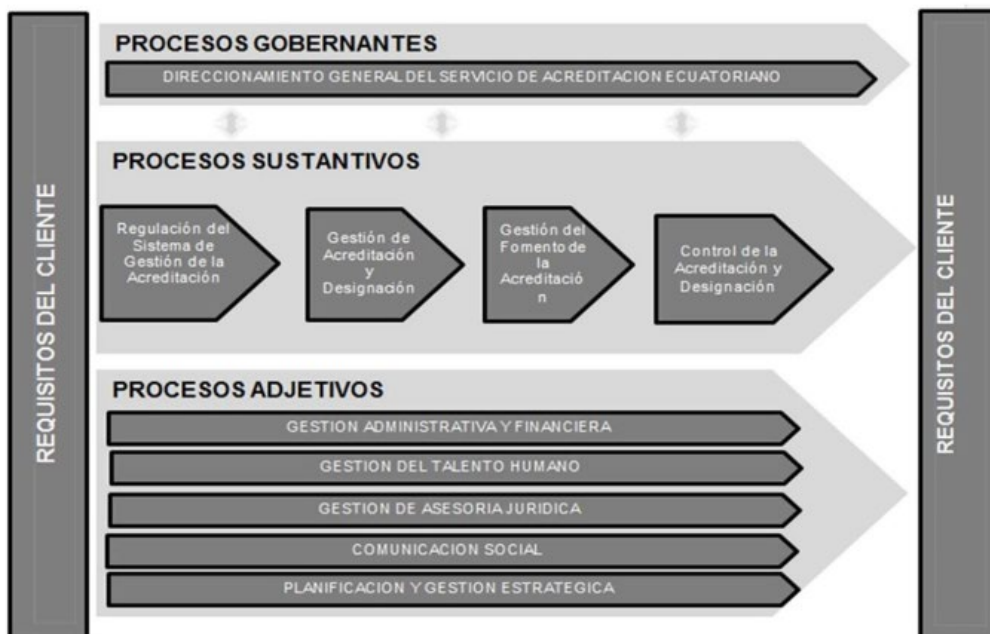 REQUISITOS DEL CLIENTE
PROCESOS GOBERNANTES
DIRECCIONAMIENTO GENERAL DEL SERVICIO DE ACREDITACION ECUATORIANO
PROCESOS SUSTANTIVOS
Regulación del
Sistema de
Gestión de la
Acreditación
Gestión de
Acreditación
y
Designación
Gestión del
Fomento de
la
Acreditació
n
Control de la
Acreditación y
Designación
PROCESOS ADJETIVOS
GESTION ADMINISTRATIVA Y FINANCIERA
GESTION DEL TALENTO HUMANO
GESTION DE ASESORIA JURIDICA
COMUNICACION SOCIAL
PLANIFICACION Y GESTION ESTRATEGICA
REQUISITOS DEL CLIENTE